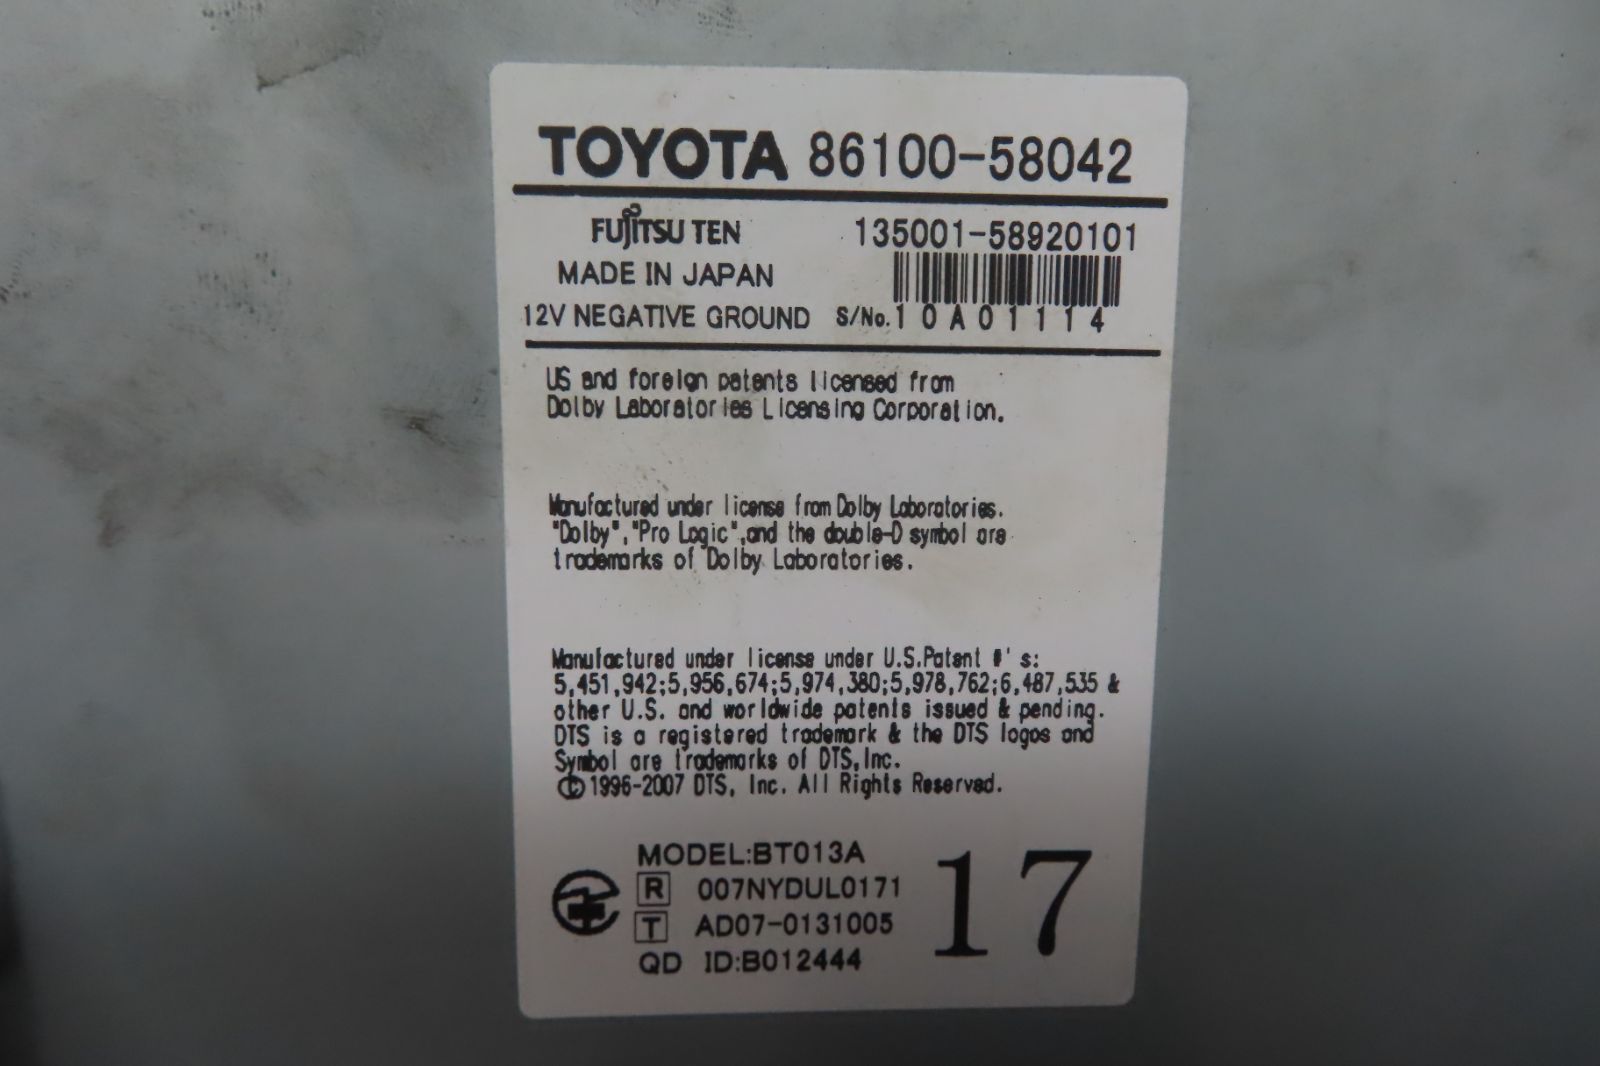 TOYOTA 86100-58042
FUJITSU TEN 135001-58920101
MADE IN JAPAN
12V NEGATIVE GROUND S/No. 10A01114
US and foreign patents licensed from
Dolby Laboratories Licensing Corporation.
Manufactured under license from Dolby Laboratories.
"Dolby","Pro Logic",and the double-D symbol are
trademarks of Dolby Laboratories.
Manufactured under license under U.S.Patent #'s:
5,451,942;5,956,674;5,974,380;5,978,762;6,487,535 &
other U.S. and worldwide patents issued & pending.
DTS is a registered trademark & the DTS logos and
Symbol are trademarks of DTS,Inc.
©1996-2007 DTS, Inc. All Rights Reserved.
MODEL:BT013A
R 007NYDUL0171
T AD07-0131005
QD ID:B012444
17